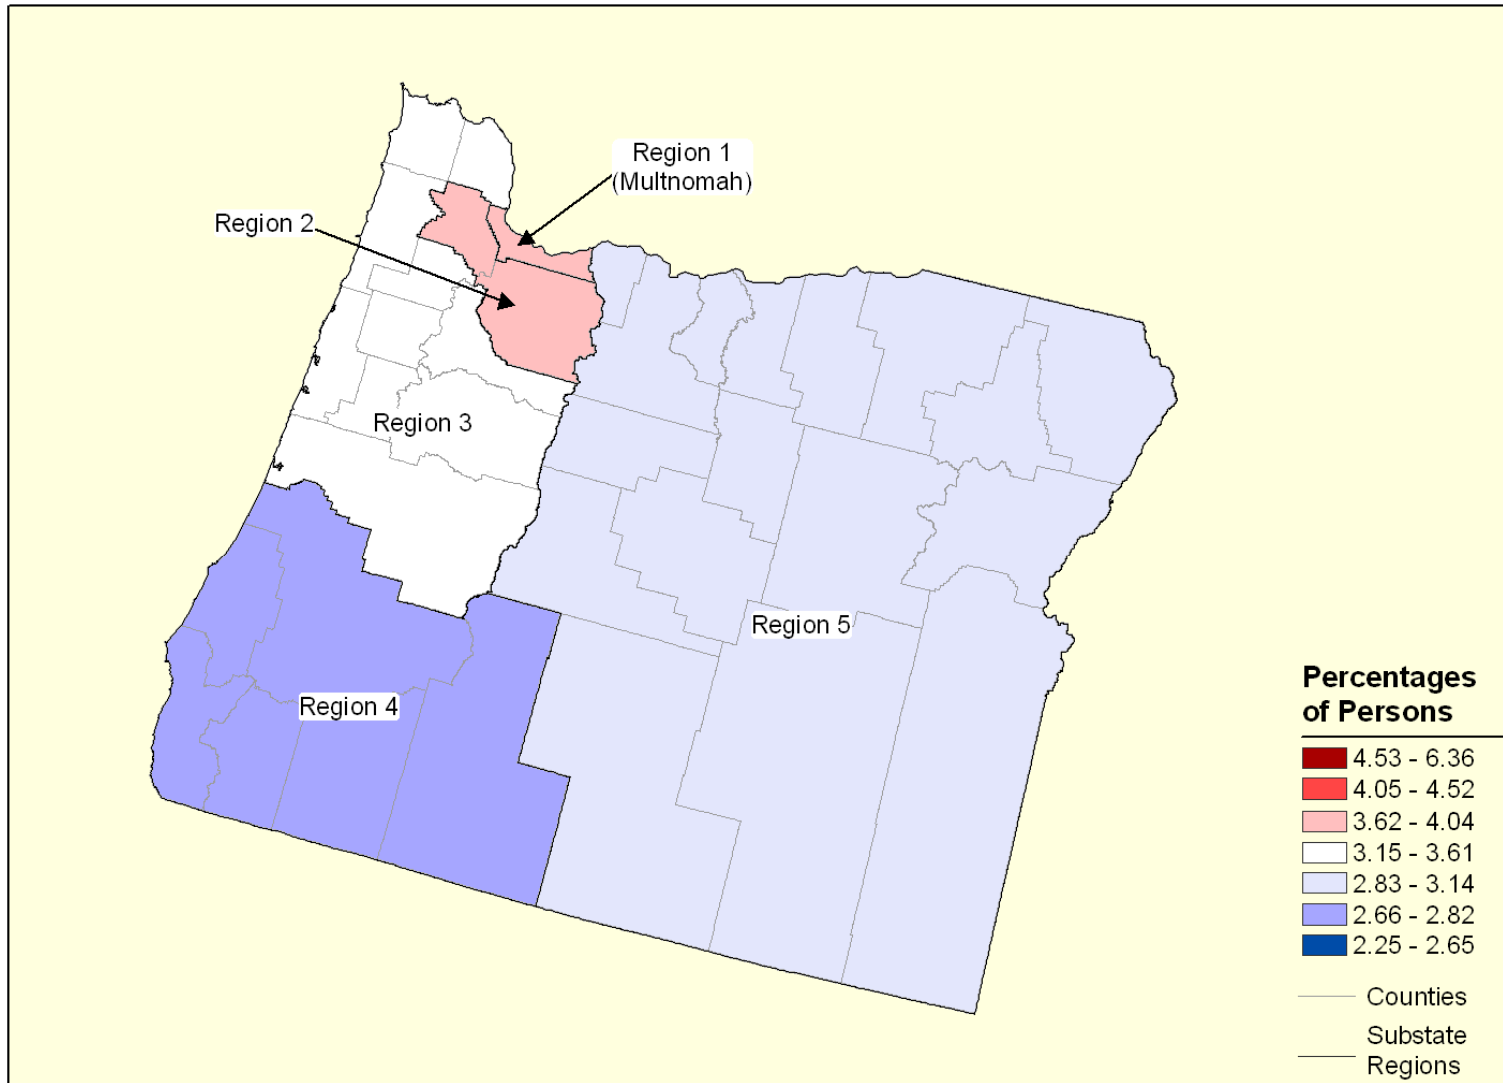 Region 1
(Multnomah)
Region 2
Region 3
Region 5
Region 4
Percentages
of Persons
4.53 - 6.36
4.05 - 4.52
3.62 - 4.04
3.15 - 3.61
2.83 - 3.14
2.66 - 2.82
2.25 - 2.65
Counties
Substate
Regions